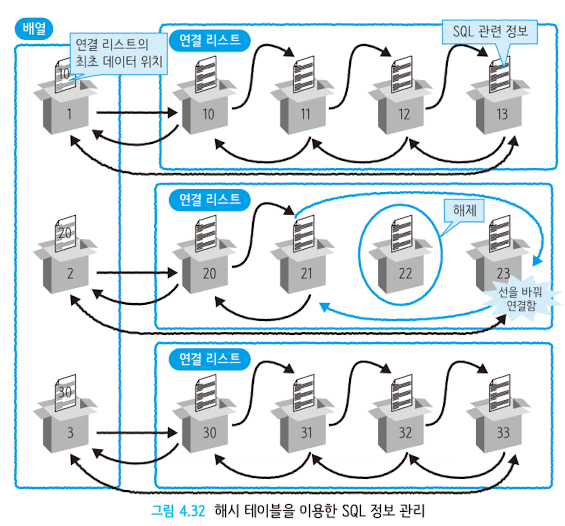 배열
연결 리스트의
최초 데이터 위치
연결 리스트
SQL 관련 정보
10
1
10
11
12
13
연결 리스트
해제
20
2
20
21
22
23
선을 바꿔
연결함
연결 리스트
30
3
30
31
32
33
그림 4.32 해시 테이블을 이용한 SQL 정보 관리